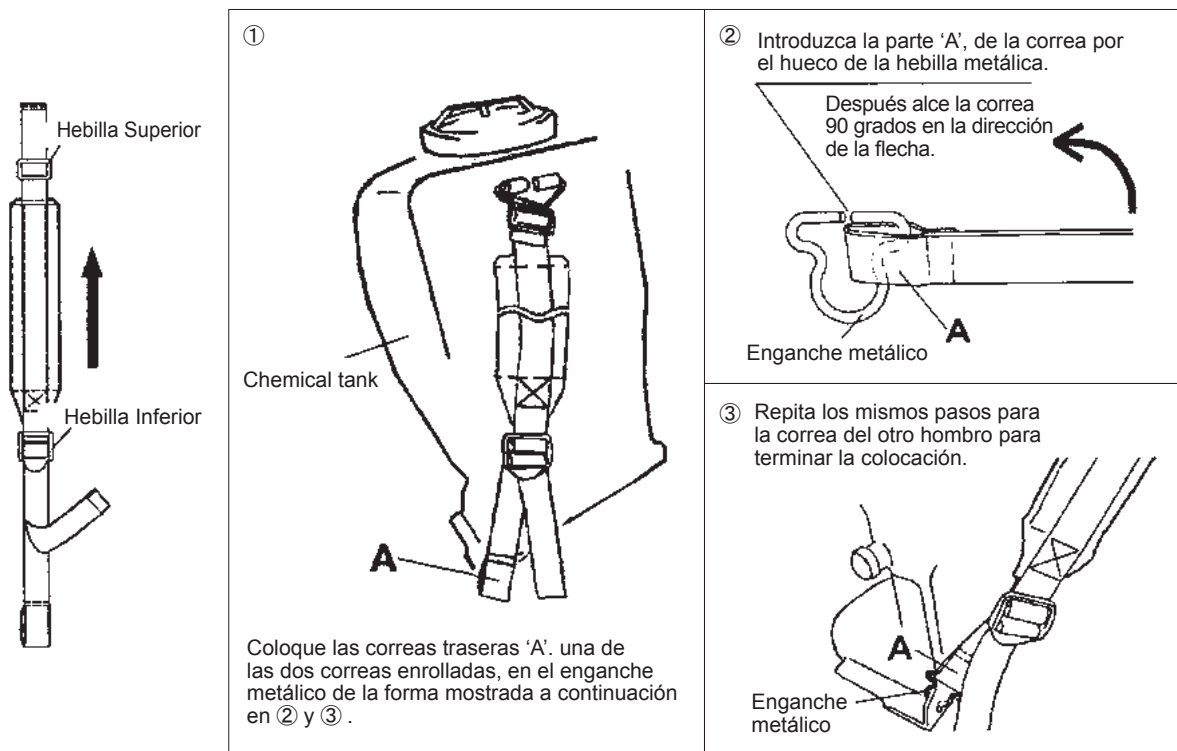 Hebilla Superior
Hebilla Inferior
①
Chemical tank
A
Coloque las correas traseras ‘A’. una de
las dos correas enrolladas, en el enganche
metálico de la forma mostrada a continuación
en ② y ③ .
② Introduzca la parte ‘A’, de la correa por
el hueco de la hebilla metálica.
Después alce la correa
90 grados en la dirección
de la flecha.
A
Enganche metálico
③ Repita los mismos pasos para
la correa del otro hombro para
terminar la colocación.
A
Enganche
metálico